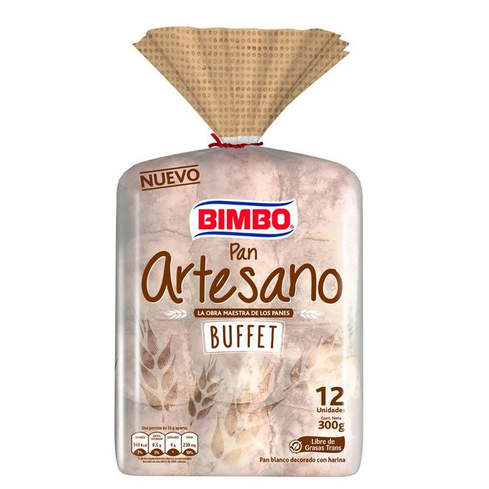 NUEVO
BIMBO
Pan
Artesano
LA OBRA MAESTRA DE LOS PANES
BUFFET
12
Unidades
Cont. Neto
300g
Libre de
Grasas Trans
Pan blanco decorado con harina